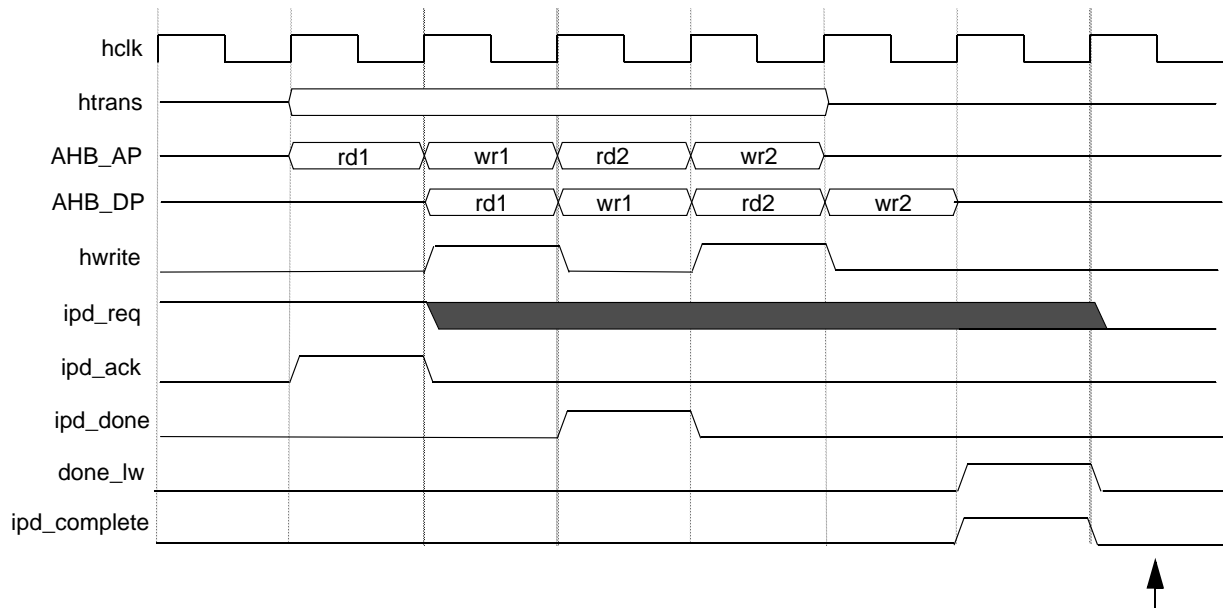 hclk
htrans
AHB_AP rd1 wr1 rd2 wr2
AHB_DP rd1 wr1 rd2 wr2
hwrite
ipd_req
ipd_ack
ipd_done
done_lw
ipd_complete